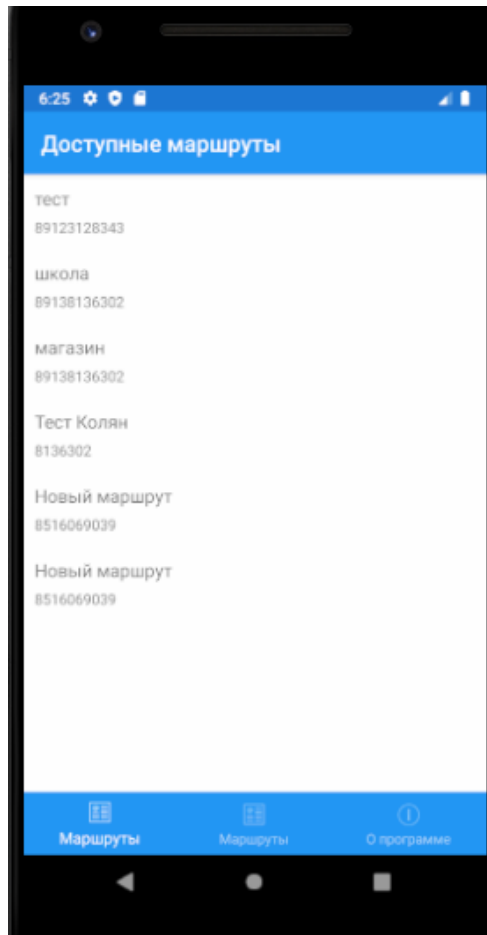 6:25
Доступные маршруты
тест
89123128343
школа
89138136302
магазин
89138136302
Тест Колян
8136302
Новый маршрут
8516069039
Новый маршрут
8516069039
Маршруты Маршруты О программе